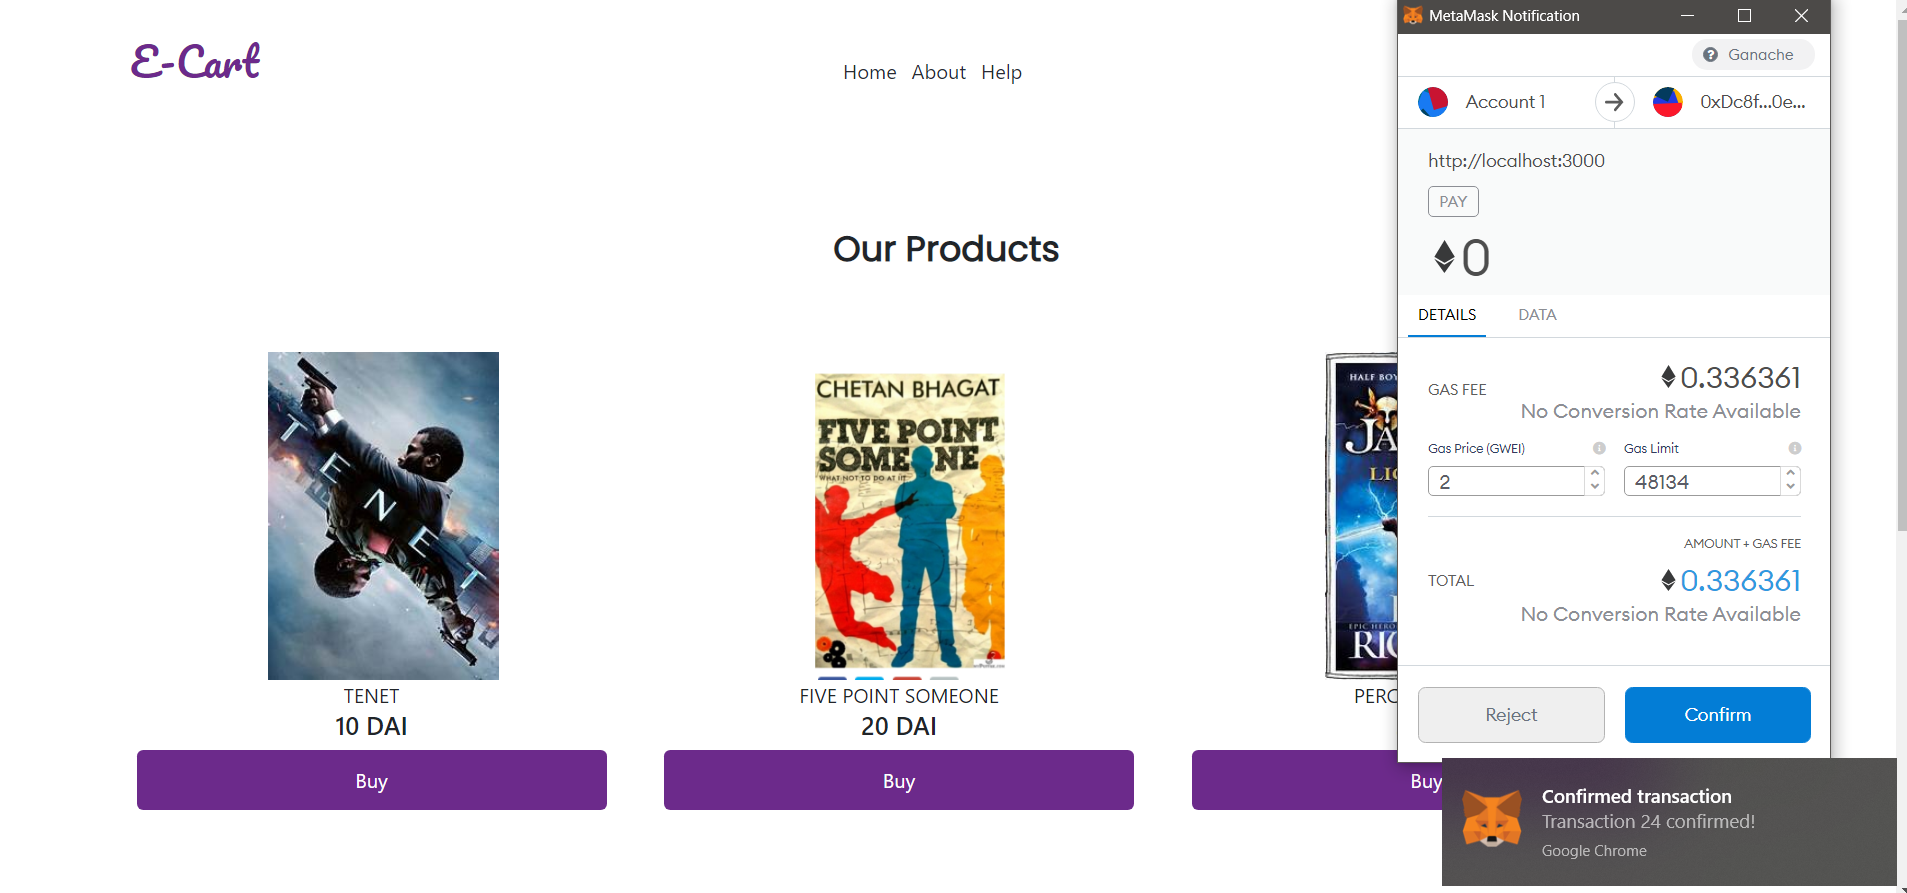 E-Cart
Home About Help
Our Products
TENET
TENET
10 DAI
Buy
CHETAN BHAGAT
FIVE POINT
SOMEONE
WHAT NOT TO DO AT IIT
FIVE POINT SOMEONE
20 DAI
Buy
HALF BOY
EPIC HERO
PERC
Buy
MetaMask Notification
Ganache
Account 1
0xDc8f...0e...
http://localhost:3000
PAY
0
DETAILS
DATA
GAS FEE
0.336361
No Conversion Rate Available
Gas Price (GWEI)
Gas Limit
2
48134
AMOUNT + GAS FEE
TOTAL
0.336361
No Conversion Rate Available
Reject
Confirm
Confirmed transaction
Transaction 24 confirmed!
Google Chrome